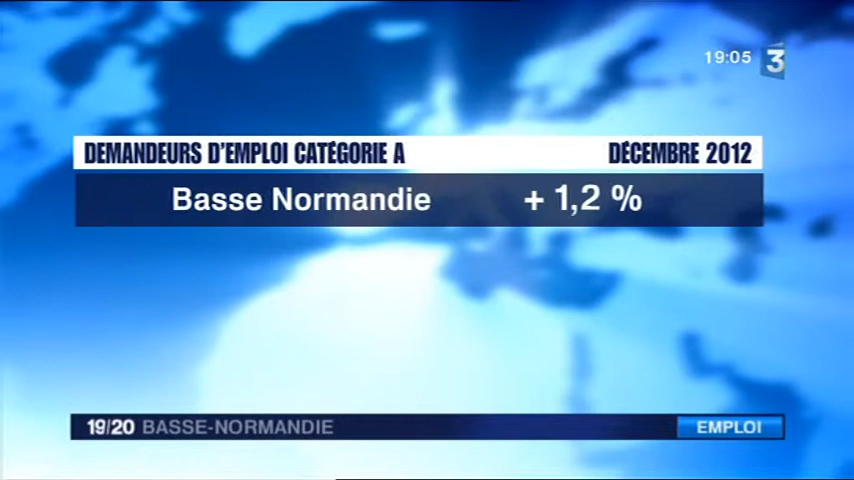 19:05 3
DEMANDEURS D'EMPLOI CATÉGORIE A DÉCEMBRE 2012
Basse Normandie + 1,2 %
19/20 BASSE-NORMANDIE EMPLOI